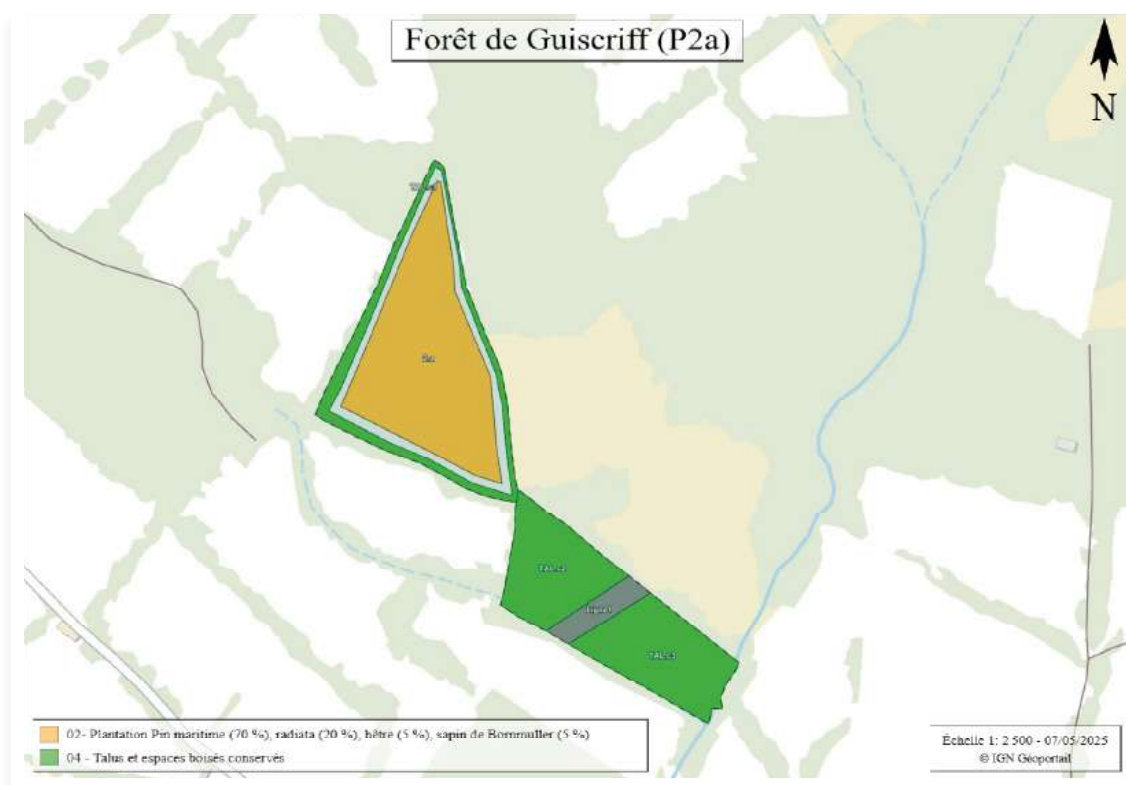 Forêt de Guiscriff (P2a)
N
2a
02- Plantation Pin maritime (70 %), radiata (20 %), hêtre (5 %), sapin de Bornmuller (5 %)
04 - Talus et espaces boisés conservés
Échelle 1: 2 500 - 07/05/2025
© IGN Géoportail